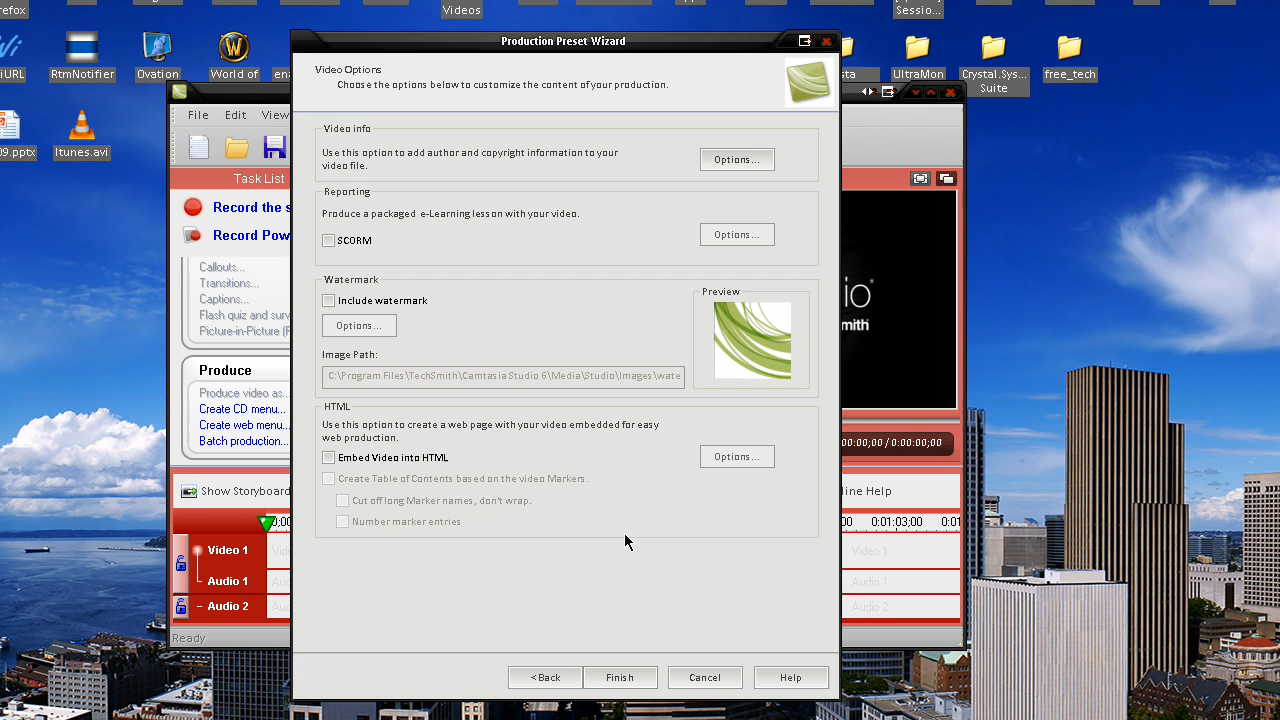 Videos
Sessio...
RtmNotifier
Ovation
World of
UltraMon
Crystal.Sys...
Suite
free_tech
Itunes.avi
Production Preset Wizard
Video Options
Choose the options below to customize the content of your production.
Video info
Use this option to add author and copyright information to your
video file.
Options...
Reporting
Produce a packaged e-Learning lesson with your video.
SCORM
Options...
Watermark
Include watermark
Options...
Preview
Image Path:
C:\Program Files\TechSmith\Camtasia Studio 6\Media\Studio\Images\wate
HTML
Use this option to create a web page with your video embedded for easy
web production.
Embed Video into HTML
Options...
Create Table of Contents based on the video Markers.
Cut off long Marker names, don't wrap.
Number marker entries
< Back
Finish
Cancel
Help
File
Edit
View
Task List
Record the s
Record Pow
Callouts...
Transitions...
Captions...
Flash quiz and surv
Picture-in-Picture (P
Produce
Produce video as...
Create CD menu...
Create web menu...
Batch production...
Show Storyboard
line Help
00:00;00 / 0:00:00;00
0:01:03;00
Video 1
Audio 1
Audio 2
Video 1
Audio 1
Audio 2
Ready